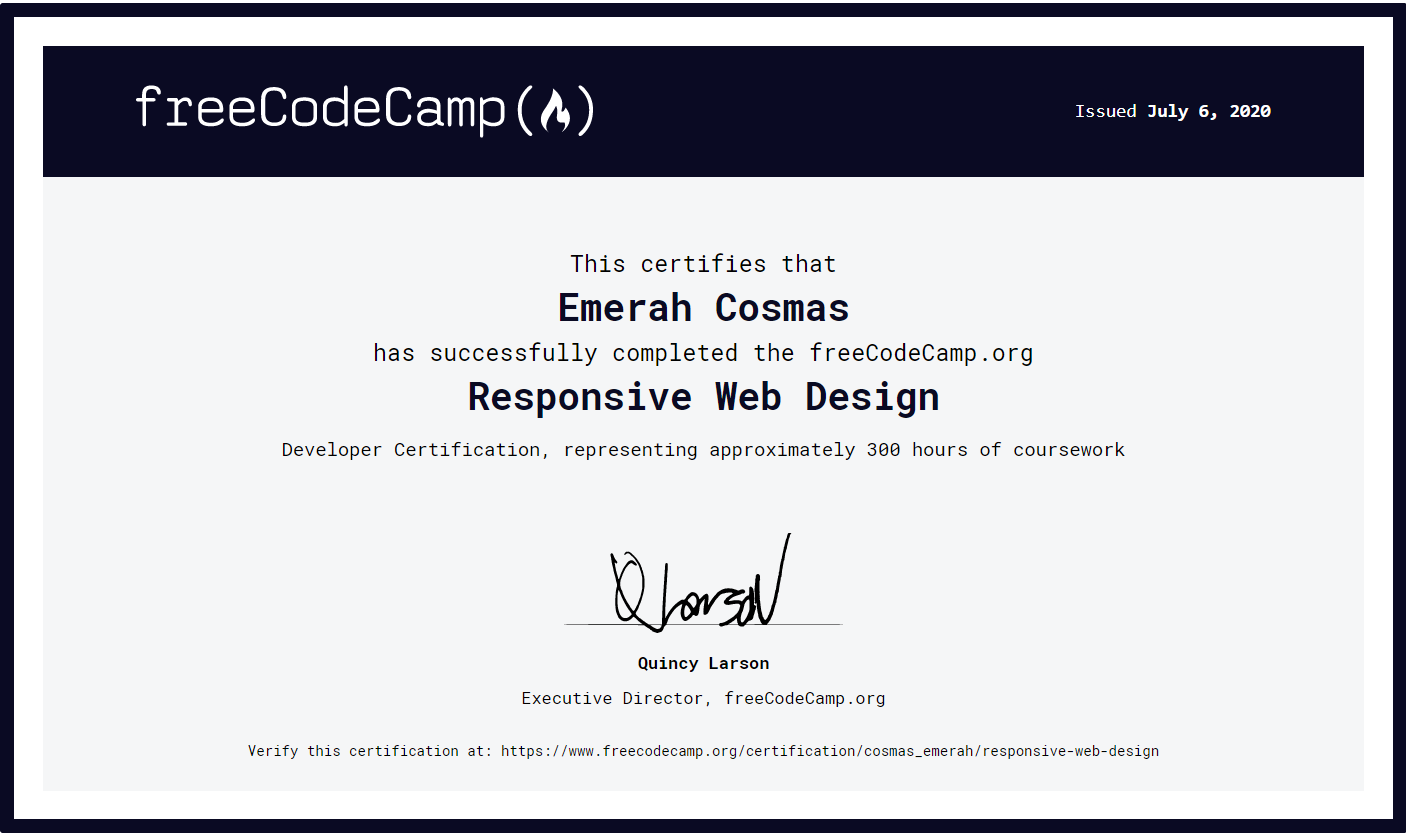 freeCodeCamp(🔥)
Issued July 6, 2020
This certifies that
Emerah Cosmas
has successfully completed the freeCodeCamp.org
Responsive Web Design
Developer Certification, representing approximately 300 hours of coursework
Q Larson
Quincy Larson
Executive Director, freeCodeCamp.org
Verify this certification at: https://www.freecodecamp.org/certification/cosmas_emerah/responsive-web-design